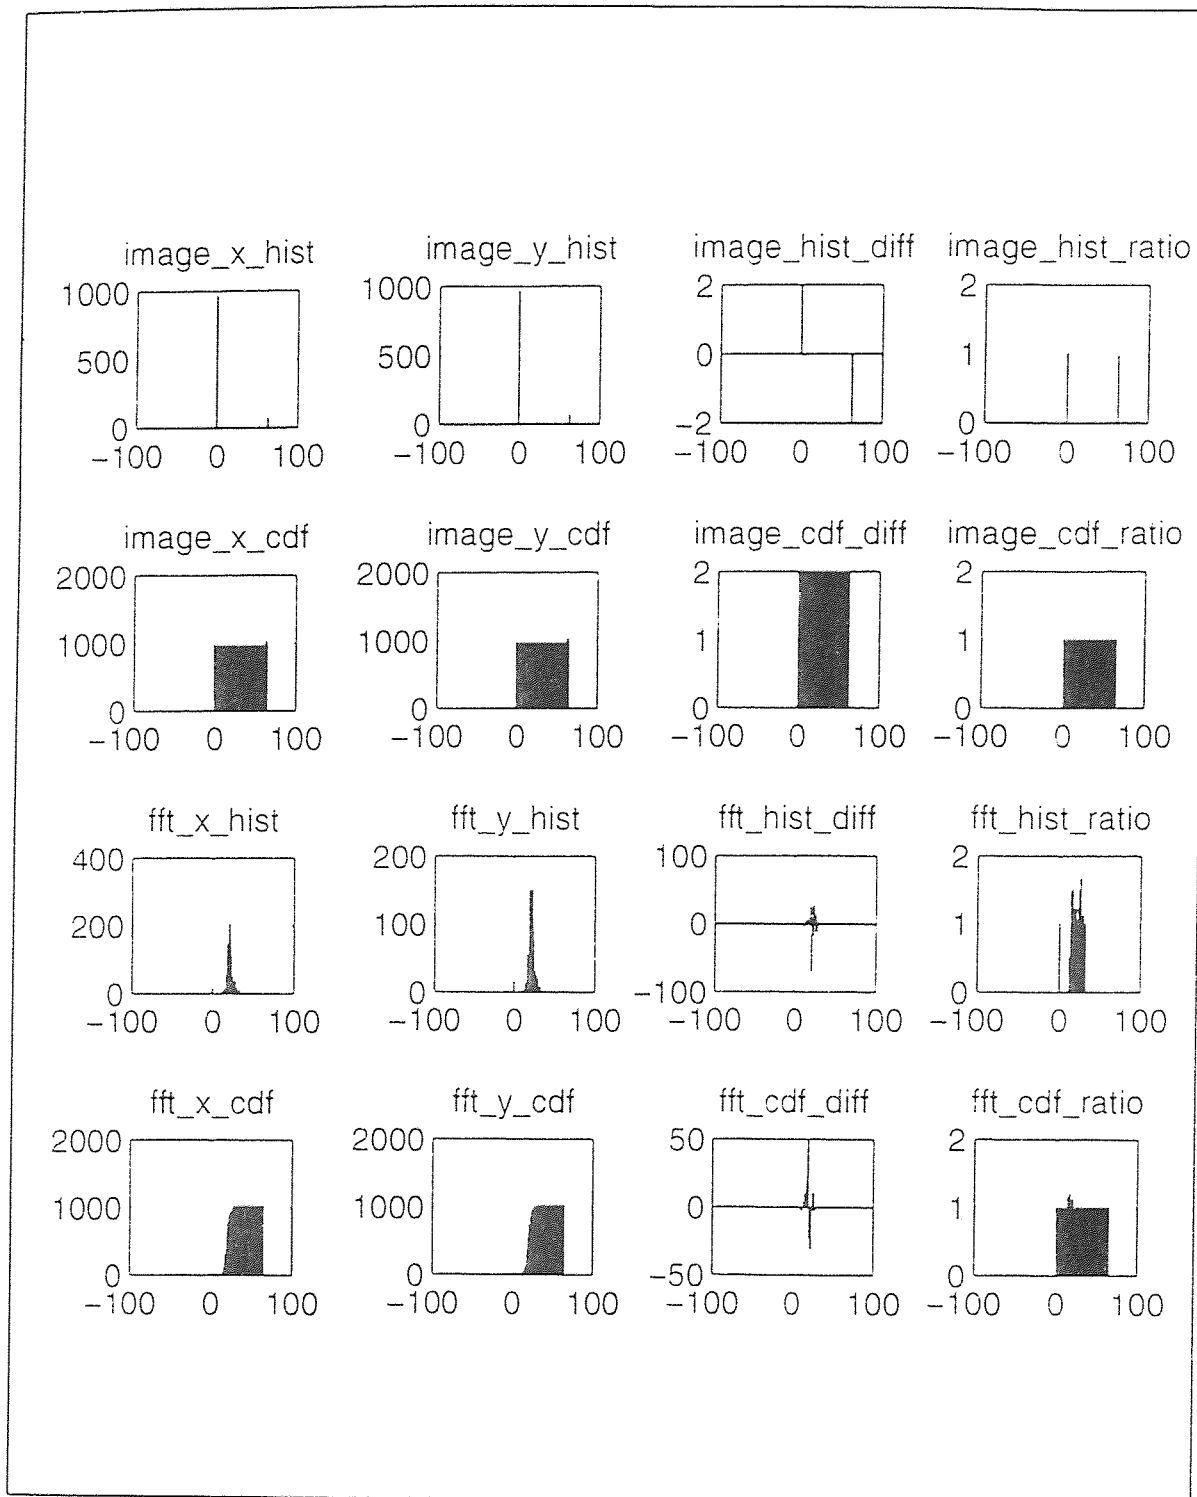 image_x_hist image_y_hist image_hist_diff image_hist_ratio
1000 1000 2 2
500 500 0 1
0 0 -2 0
-100 0 100 -100 0 100 -100 0 100 -100 0 100
image_x_cdf image_y_cdf image_cdf_diff image_cdf_ratio
2000 2000 2 2
1000 1000 1 1
0 0 0 0
-100 0 100 -100 0 100 -100 0 100 -100 0 100
fft_x_hist fft_y_hist fft_hist_diff fft_hist_ratio
400 200 100 2
200 100 0 1
0 0 -100 0
-100 0 100 -100 0 100 -100 0 100 -100 0 100
fft_x_cdf fft_y_cdf fft_cdf_diff fft_cdf_ratio
2000 2000 50 2
1000 1000 0 1
0 0 -50 0
-100 0 100 -100 0 100 -100 0 100 -100 0 100